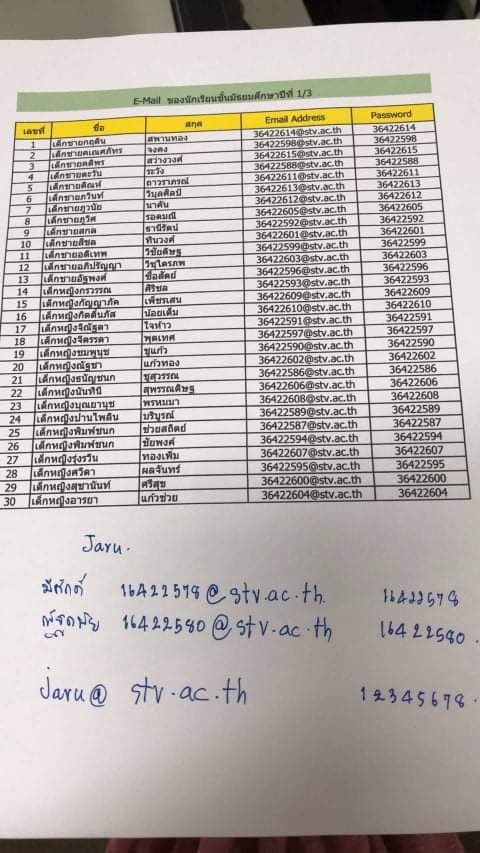 E-Mail ของนักเรียนชั้นมัธยมศึกษาปีที่ 1/3
เลขที่ ชื่อ สกุล Email Address Password
1 เด็กชายกฤติน สพานทอง 36422614@stv.ac.th 36422614
2 เด็กชายคเณศภัทร จงคง 36422598@stv.ac.th 36422598
3 เด็กชายคตีพร สว่างวงศ์ 36422615@stv.ac.th 36422615
4 เด็กชายตะวัน ระวัง 36422588@stv.ac.th 36422588
5 เด็กชายติณห์ ถาวราภรณ์ 36422611@stv.ac.th 36422611
6 เด็กชายภวินท์ วิบูลศิลป์ 36422613@stv.ac.th 36422613
7 เด็กชายภูวนัย นาคัน 36422612@stv.ac.th 36422612
8 เด็กชายภูวิศ รอดมณี 36422605@stv.ac.th 36422605
9 เด็กชายสกล ธานีรัตน์ 36422592@stv.ac.th 36422592
10 เด็กชายสิชล ทินวงศ์ 36422601@stv.ac.th 36422601
11 เด็กชายอติเทพ วิชัยดิษฐ 36422599@stv.ac.th 36422599
12 เด็กชายอภิปรัญญา วิชุไตรภพ 36422603@stv.ac.th 36422603
13 เด็กชายอัฐพงศ์ ชื่อสัตย์ 36422596@stv.ac.th 36422596
14 เด็กหญิงกรวรรณ ศิริชล 36422593@stv.ac.th 36422593
15 เด็กหญิงกัญญาภัค เพ็ชรเสน 36422609@stv.ac.th 36422609
16 เด็กหญิงกิตติ์นภัส น้อยเต็ม 36422610@stv.ac.th 36422610
17 เด็กหญิงจิณัฐตา ใจห้าว 36422591@stv.ac.th 36422591
18 เด็กหญิงจิตรรดา พุดเทศ 36422597@stv.ac.th 36422597
19 เด็กหญิงชมพูนุช ชูแก้ว 36422590@stv.ac.th 36422590
20 เด็กหญิงณัฐชา แก้วทอง 36422602@stv.ac.th 36422602
21 เด็กหญิงธนัญชนก ชูสุวรรณ 36422586@stv.ac.th 36422586
22 เด็กหญิงนันทินี สุพรรณดิษฐ 36422606@stv.ac.th 36422606
23 เด็กหญิงบุณยานุช พรหมมา 36422608@stv.ac.th 36422608
24 เด็กหญิงปานไพลิน บริบูรณ์ 36422589@stv.ac.th 36422589
25 เด็กหญิงพิมพ์ชนก ช่วยสถิตย์ 36422587@stv.ac.th 36422587
26 เด็กหญิงพิมพ์ชนก ชัยพงศ์ 36422594@stv.ac.th 36422594
27 เด็กหญิงรุ่งรวิน ทองเพิ่ม 36422607@stv.ac.th 36422607
28 เด็กหญิงศวิตา ผลจันทร์ 36422595@stv.ac.th 36422595
29 เด็กหญิงสุชานันท์ ศรีสุข 36422600@stv.ac.th 36422600
30 เด็กหญิงอารยา แก้วช่วย 36422604@stv.ac.th 36422604
Jaru.
มีศักดิ์ 16422578@stv.ac.th. 16422578
16422580@stv.ac.th 16422580.
jaru@ stv.ac.th 12345678.